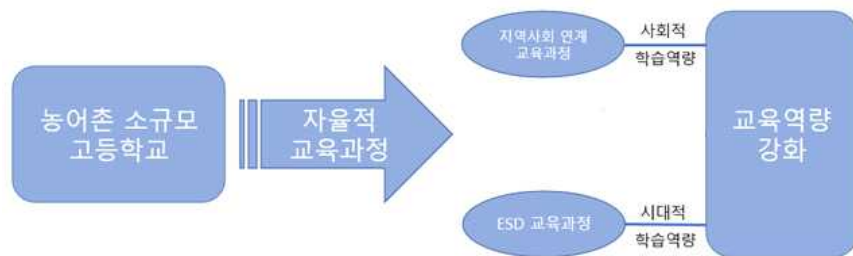 농어촌 소규모
고등학교
자율적
교육과정
지역사회 연계
교육과정
사회적
학습역량
ESD 교육과정
시대적
학습역량
교육역량
강화